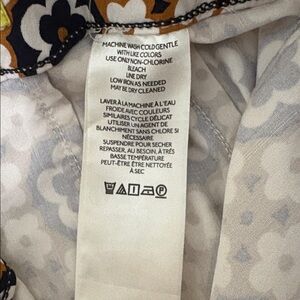 MACHINE WASH COLD GENTLE
WITH LIKE COLORS
USE ONLY NON-CHLORINE
BLEACH
LINE DRY
LOW IRON AS NEEDED
MAY BE DRY CLEANED
LAVER À LA MACHINE À L'EAU
FROIDE AVEC COULEURS
SIMILAIRES CYCLE DÉLICAT
UTILISER UN AGENT DE
BLANCHIMENT SANS CHLORE SI
NÉCESSAIRE
SUSPENDRE POUR SÉCHER
REPASSER, AU BESOIN, À TRÈS
BASSE TEMPÉRATURE
PEUT-ÊTRE ÊTRE NETTOYÉE
À SEC
P